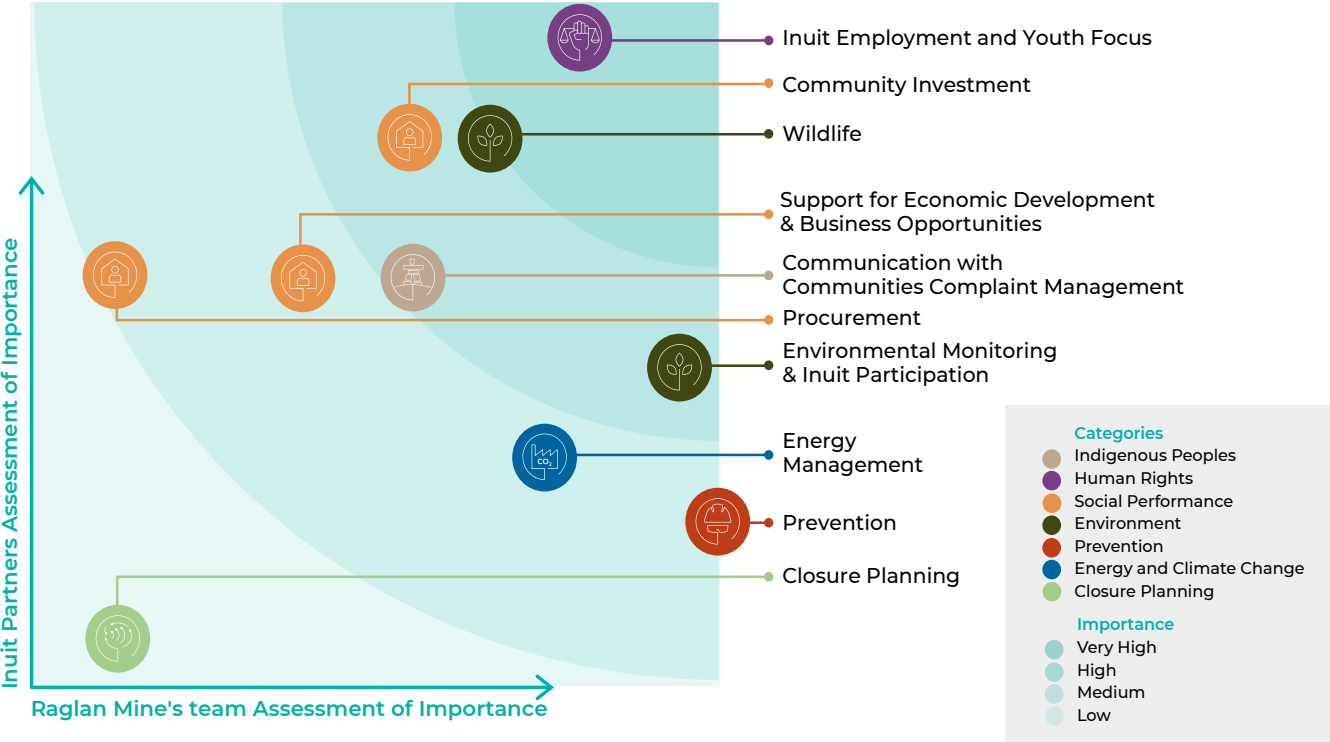 Inuit Employment and Youth Focus
Community Investment
Wildlife
Support for Economic Development
& Business Opportunities
Communication with
Communities Complaint Management
Procurement
Environmental Monitoring
& Inuit Participation
Energy
Management
CO₂
Prevention
Closure Planning
Inuit Partners Assessment of Importance
Raglan Mine's team Assessment of Importance
Categories
Indigenous Peoples
Human Rights
Social Performance
Environment
Prevention
Energy and Climate Change
Closure Planning
Importance
Very High
High
Medium
Low